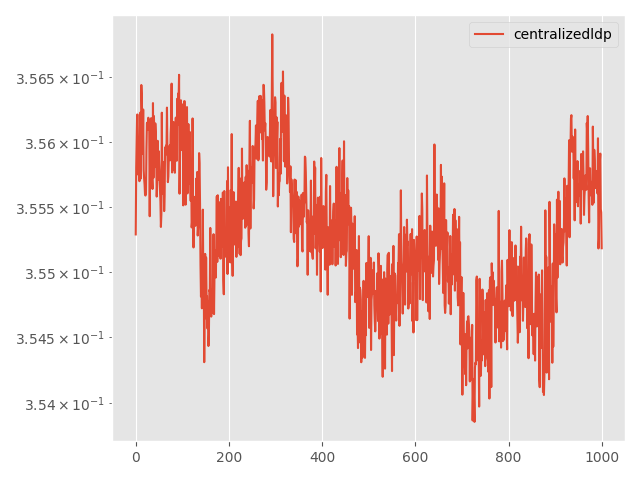 centralizedldp
3.565 × 10⁻¹
3.56 × 10⁻¹
3.555 × 10⁻¹
3.55 × 10⁻¹
3.545 × 10⁻¹
3.54 × 10⁻¹
0 200 400 600 800 1000